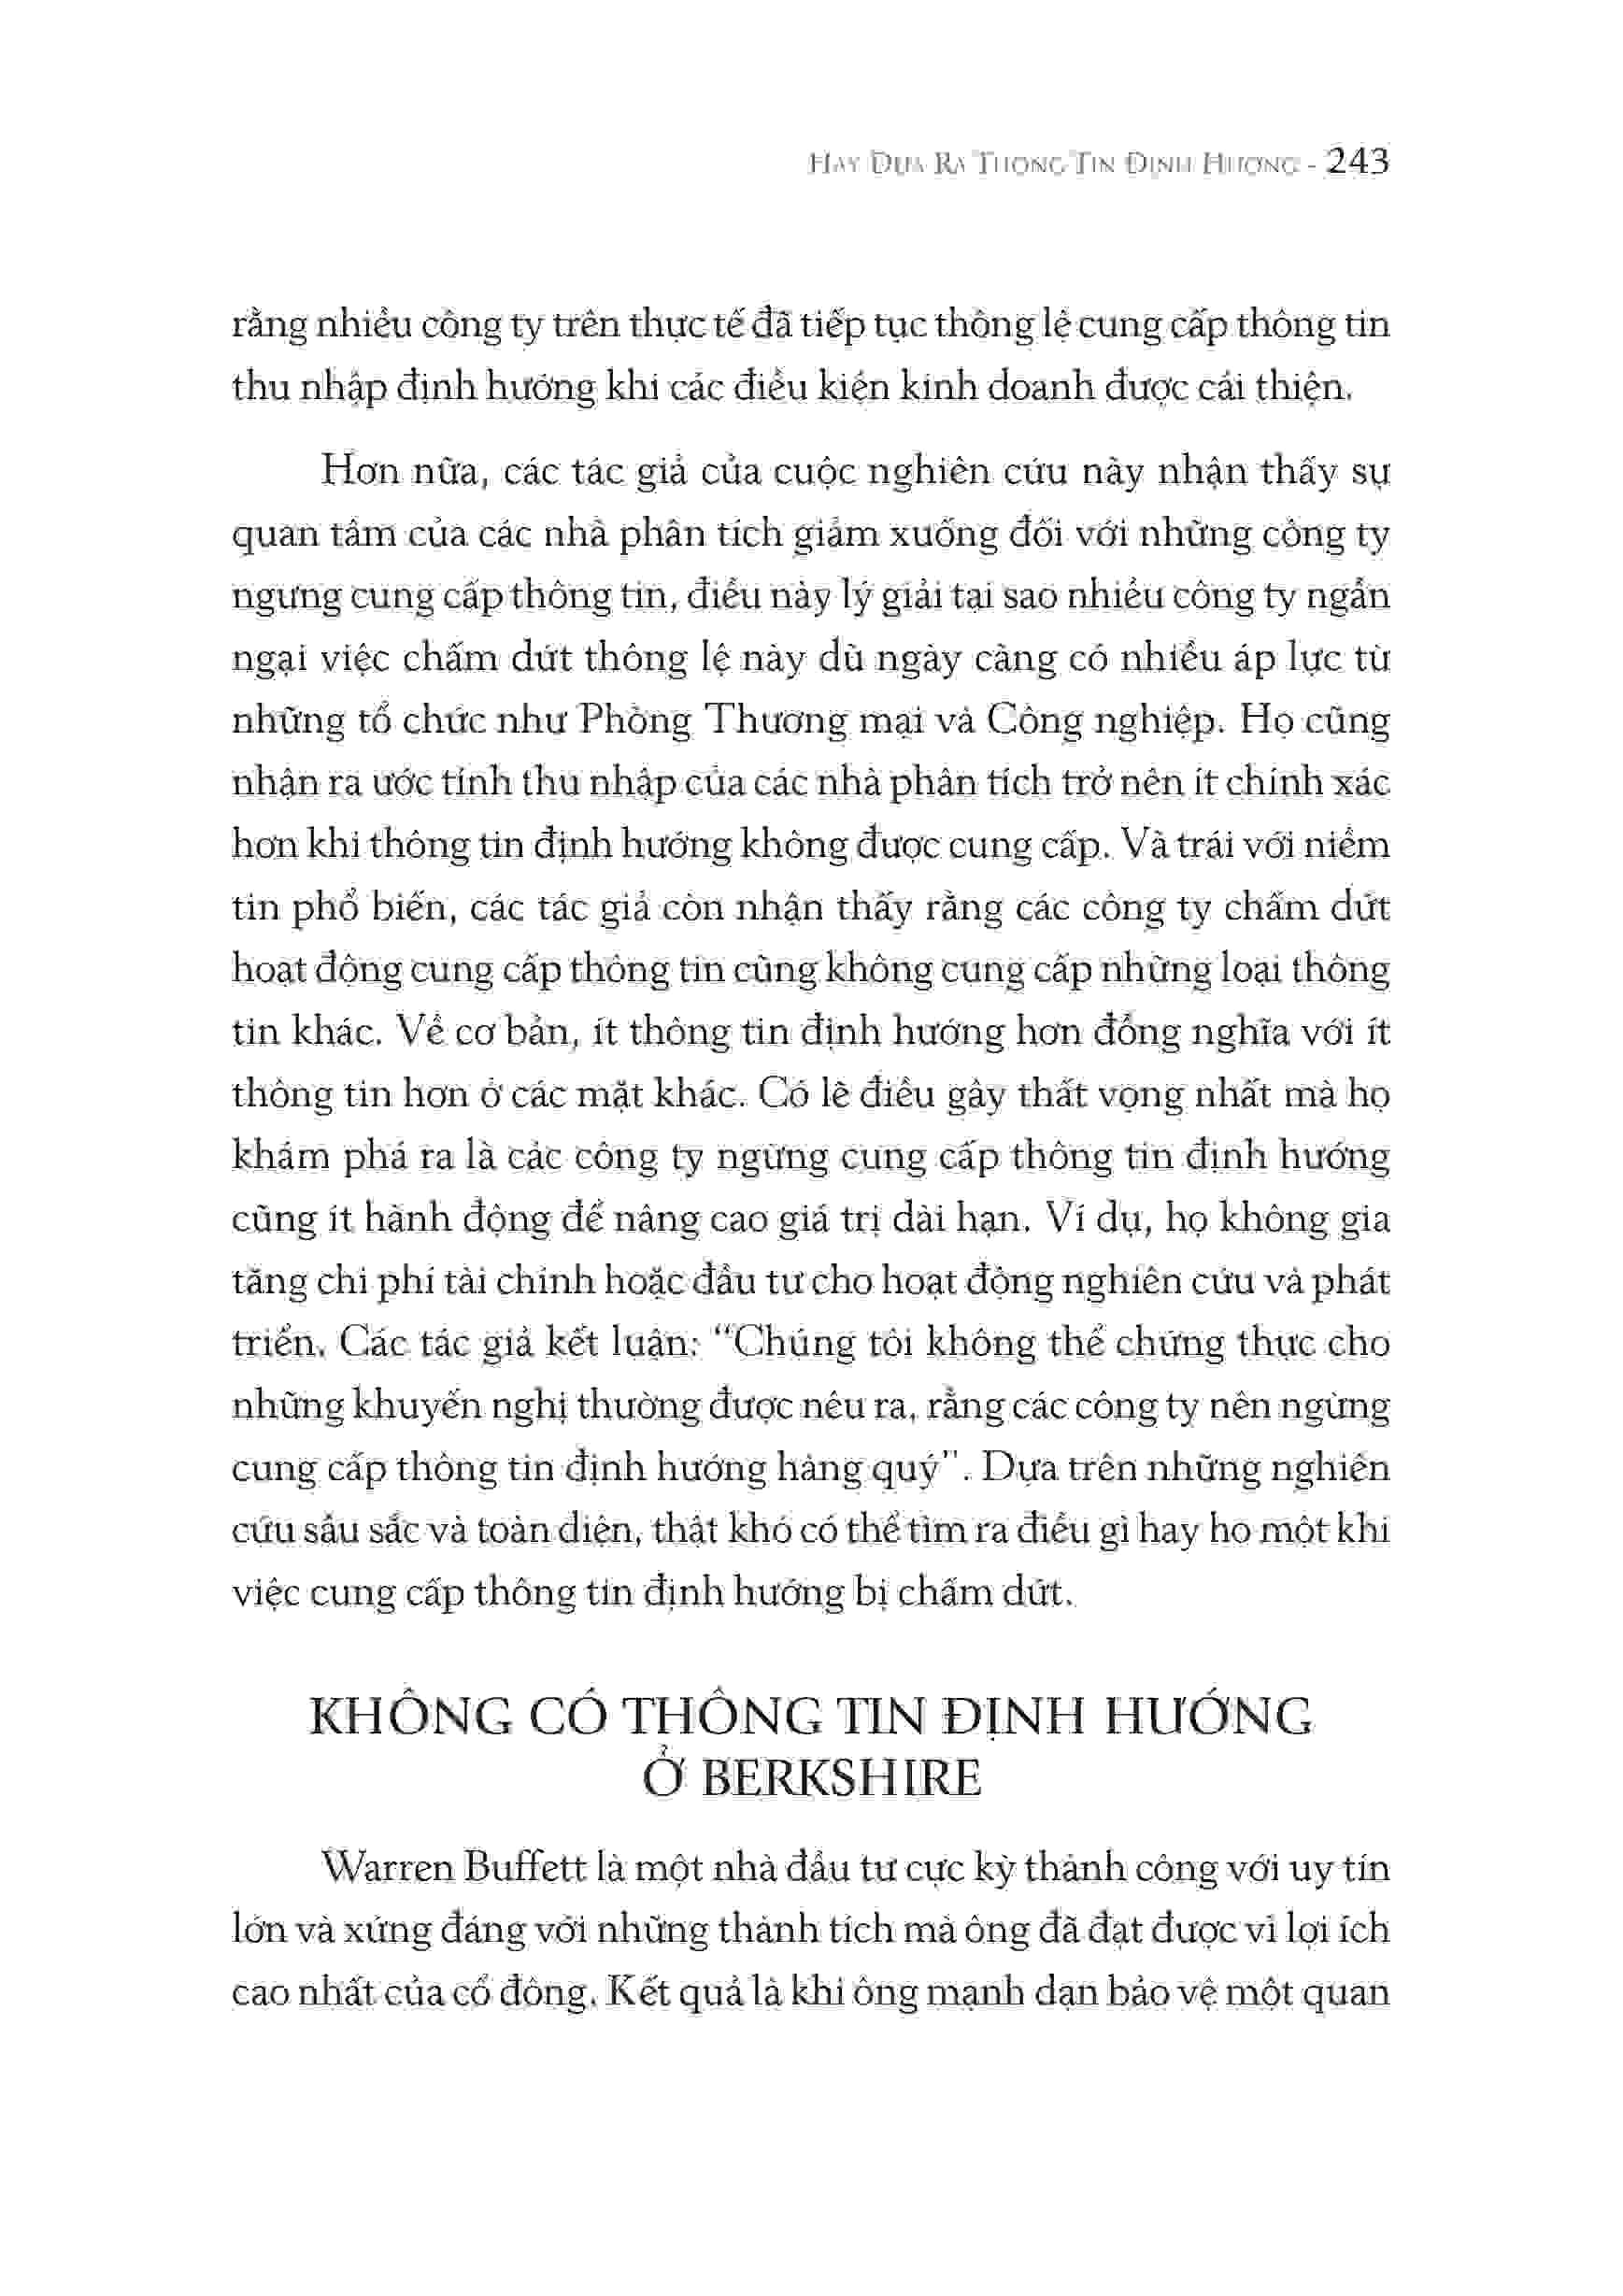 HÃY ĐƯA RA THÔNG TIN ĐỊNH HƯỚNG - 243
rằng nhiều công ty trên thực tế đã tiếp tục thông lệ cung cấp thông tin
thu nhập định hướng khi các điều kiện kinh doanh được cải thiện.
Hơn nữa, các tác giả của cuộc nghiên cứu này nhận thấy sự
quan tâm của các nhà phân tích giảm xuống đối với những công ty
ngưng cung cấp thông tin, điều này lý giải tại sao nhiều công ty ngần
ngại việc chấm dứt thông lệ này dù ngày càng có nhiều áp lực từ
những tổ chức như Phòng Thương mại và Công nghiệp. Họ cũng
nhận ra ước tính thu nhập của các nhà phân tích trở nên ít chính xác
hơn khi thông tin định hướng không được cung cấp. Và trái với niềm
tin phổ biến, các tác giả còn nhận thấy rằng các công ty chấm dứt
hoạt động cung cấp thông tin cũng không cung cấp những loại thông
tin khác. Về cơ bản, ít thông tin định hướng hơn đồng nghĩa với ít
thông tin hơn ở các mặt khác. Có lẽ điều gây thất vọng nhất mà họ
khám phá ra là các công ty ngừng cung cấp thông tin định hướng
cũng ít hành động để nâng cao giá trị dài hạn. Ví dụ, họ không gia
tăng chi phí tài chính hoặc đầu tư cho hoạt động nghiên cứu và phát
triển. Các tác giả kết luận: “Chúng tôi không thể chứng thực cho
những khuyến nghị thường được nêu ra, rằng các công ty nên ngừng
cung cấp thông tin định hướng hàng quý”. Dựa trên những nghiên
cứu sâu sắc và toàn diện, thật khó có thể tìm ra điều gì hay ho một khi
việc cung cấp thông tin định hướng bị chấm dứt.
KHÔNG CÓ THÔNG TIN ĐỊNH HƯỚNG
Ở BERKSHIRE
Warren Buffett là một nhà đầu tư cực kỳ thành công với uy tín
lớn và xứng đáng với những thành tích mà ông đã đạt được vì lợi ích
cao nhất của cổ đông. Kết quả là khi ông mạnh dạn bảo vệ một quan